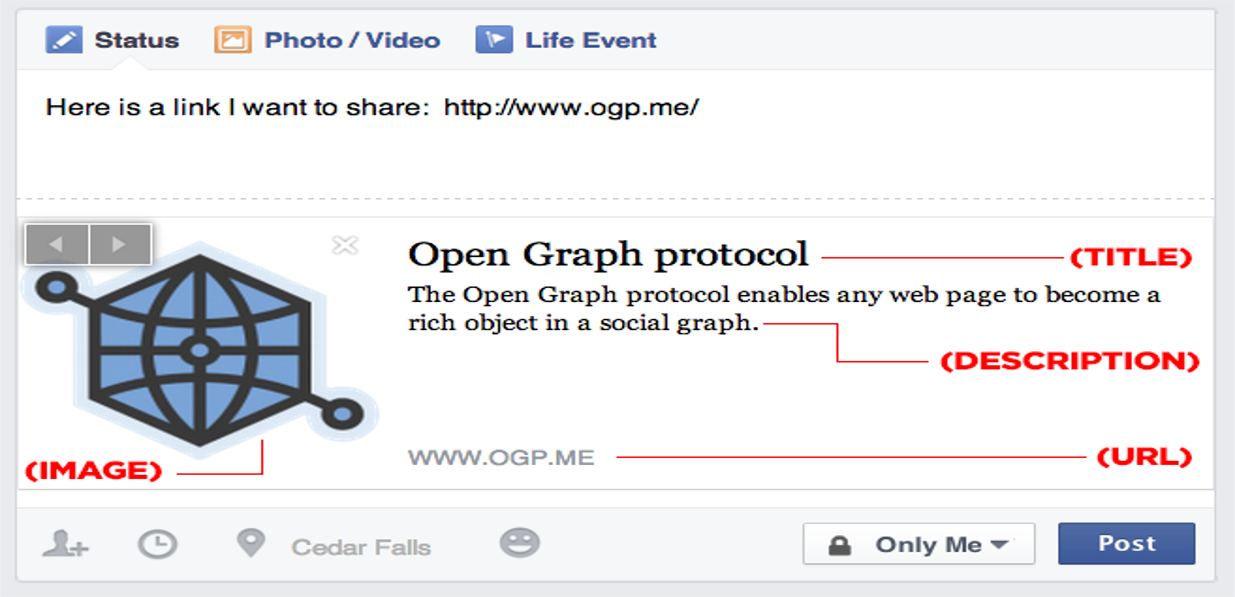 Status Photo / Video Life Event
Here is a link I want to share: http://www.ogp.me/
Open Graph protocol (TITLE)
The Open Graph protocol enables any web page to become a
rich object in a social graph.
(DESCRIPTION)
WWW.OGP.ME (URL)
(IMAGE)
Cedar Falls Only Me Post